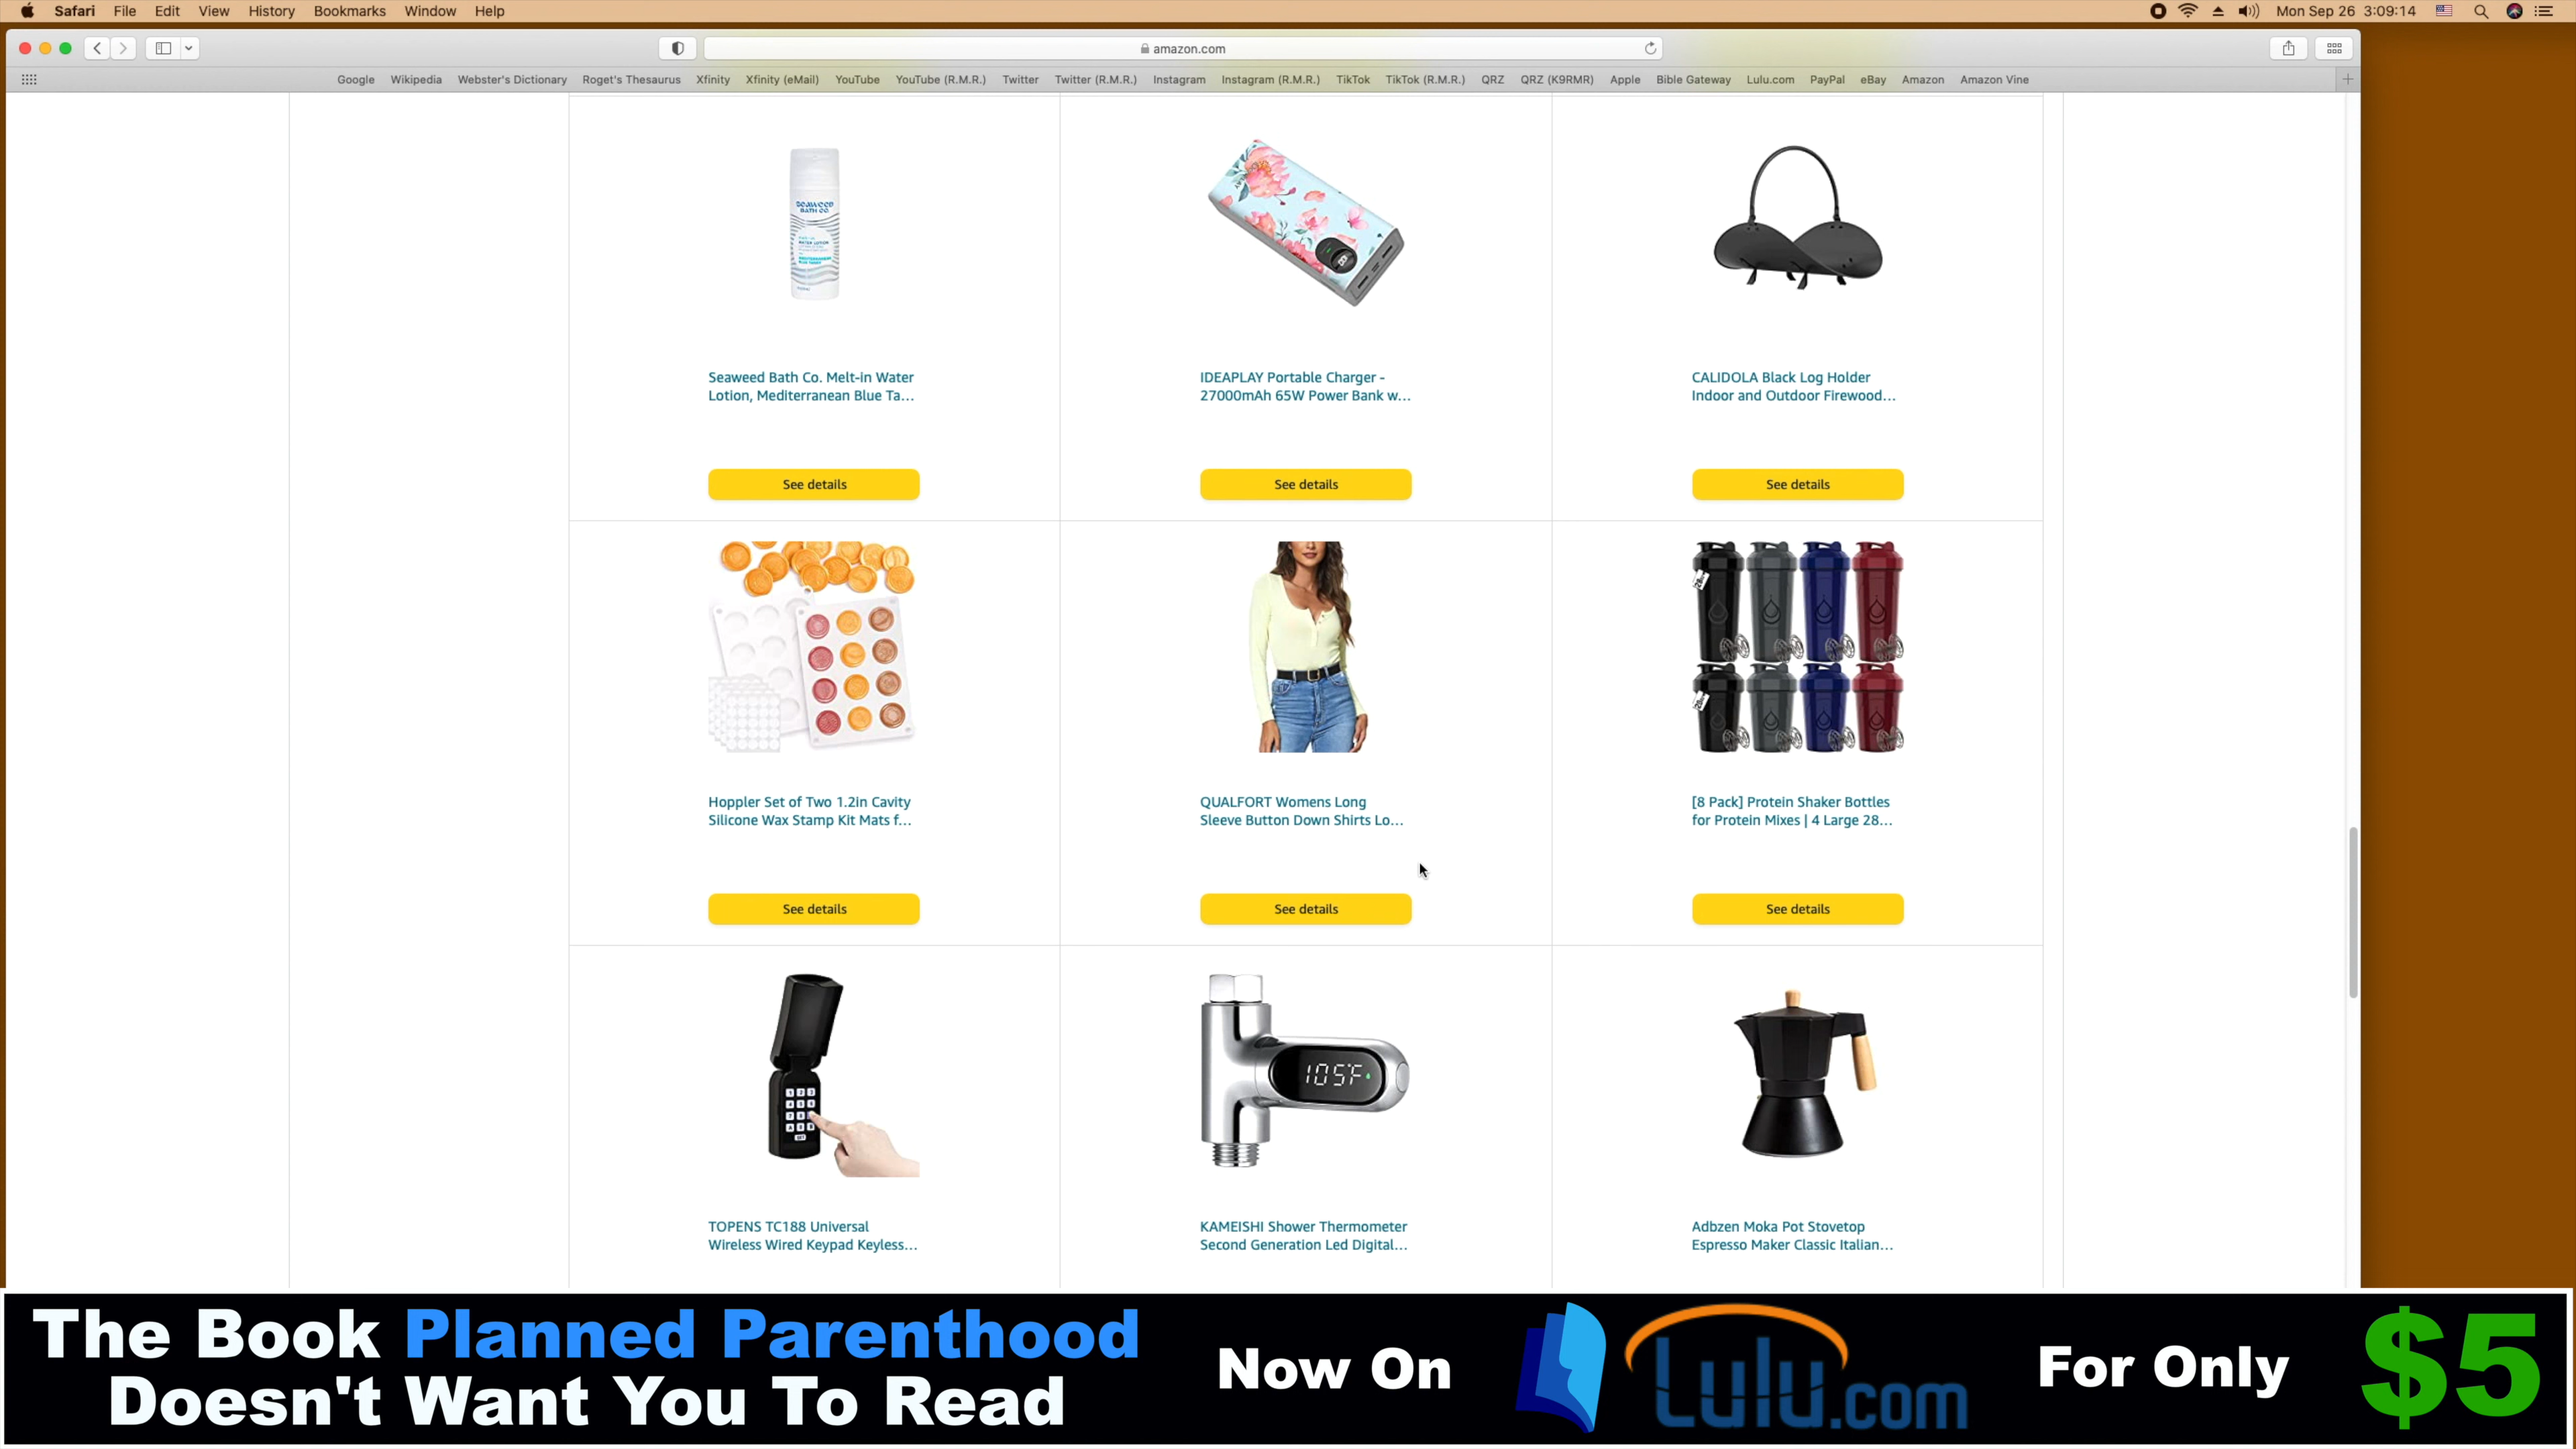 Safari File Edit View History Bookmarks Window Help Mon Sep 26 3:09:14
amazon.com
Google Wikipedia Webster's Dictionary Roget's Thesaurus Xfinity Xfinity (eMail) YouTube YouTube (R.M.R.) Twitter Twitter (R.M.R.) Instagram Instagram (R.M.R.) TikTok TikTok (R.M.R.) QRZ QRZ (K9RMR) Apple Bible Gateway Lulu.com PayPal eBay Amazon Amazon Vine
SEAWEED
BATH CO.
WATER LOTION
Seaweed Bath Co. Melt-in Water
Lotion, Mediterranean Blue Ta...
See details
IDEAPLAY Portable Charger -
27000mAh 65W Power Bank w...
See details
CALIDOLA Black Log Holder
Indoor and Outdoor Firewood...
See details
Hoppler Set of Two 1.2in Cavity
Silicone Wax Stamp Kit Mats f...
See details
QUALFORT Womens Long
Sleeve Button Down Shirts Lo...
See details
[8 Pack] Protein Shaker Bottles
for Protein Mixes | 4 Large 28...
See details
TOPENS TC188 Universal
Wireless Wired Keypad Keyless...
105°F
KAMEISHI Shower Thermometer
Second Generation Led Digital...
Adbzen Moka Pot Stovetop
Espresso Maker Classic Italian...
The Book Planned Parenthood
Doesn't Want You To Read
Now On
Lulu.com
For Only
$5